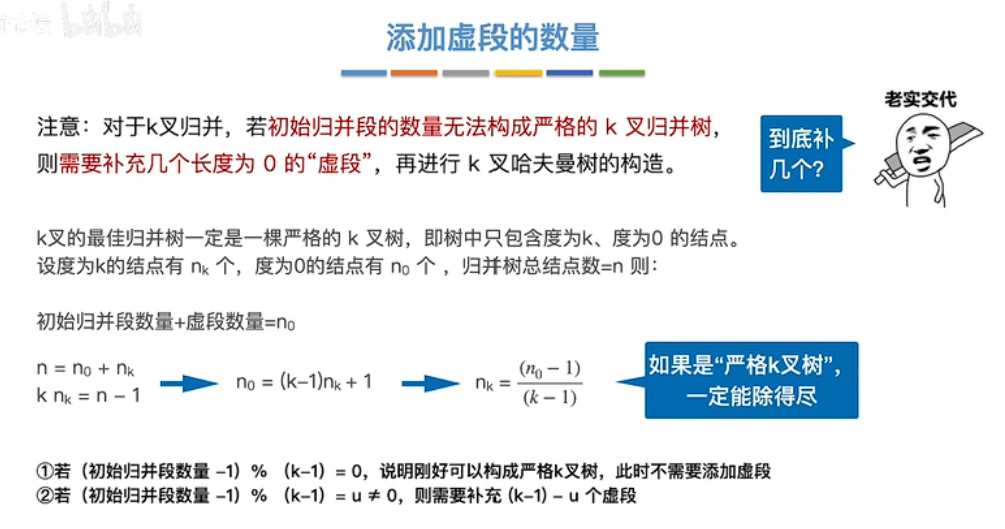 bilibili
添加虚段的数量
老实交代
注意：对于k叉归并，若初始归并段的数量无法构成严格的 k 叉归并树，
则需要补充几个长度为 0 的“虚段”，再进行 k 叉哈夫曼树的构造。
到底补
几个？
k叉的最佳归并树一定是一棵严格的 k 叉树，即树中只包含度为k、度为0 的结点。
设度为k的结点有 nk 个，度为0的结点有 n0 个 ，归并树总结点数=n 则：
初始归并段数量+虚段数量=n0
n = n0 + nk
k nk = n − 1
n0 = (k−1)nk + 1
nk = (n0 − 1) / (k − 1)
如果是“严格k叉树”，
一定能除得尽
①若（初始归并段数量 −1）% （k−1）= 0，说明刚好可以构成严格k叉树，此时不需要添加虚段
②若（初始归并段数量 −1）% （k−1）= u ≠ 0，则需要补充 (k−1) − u 个虚段